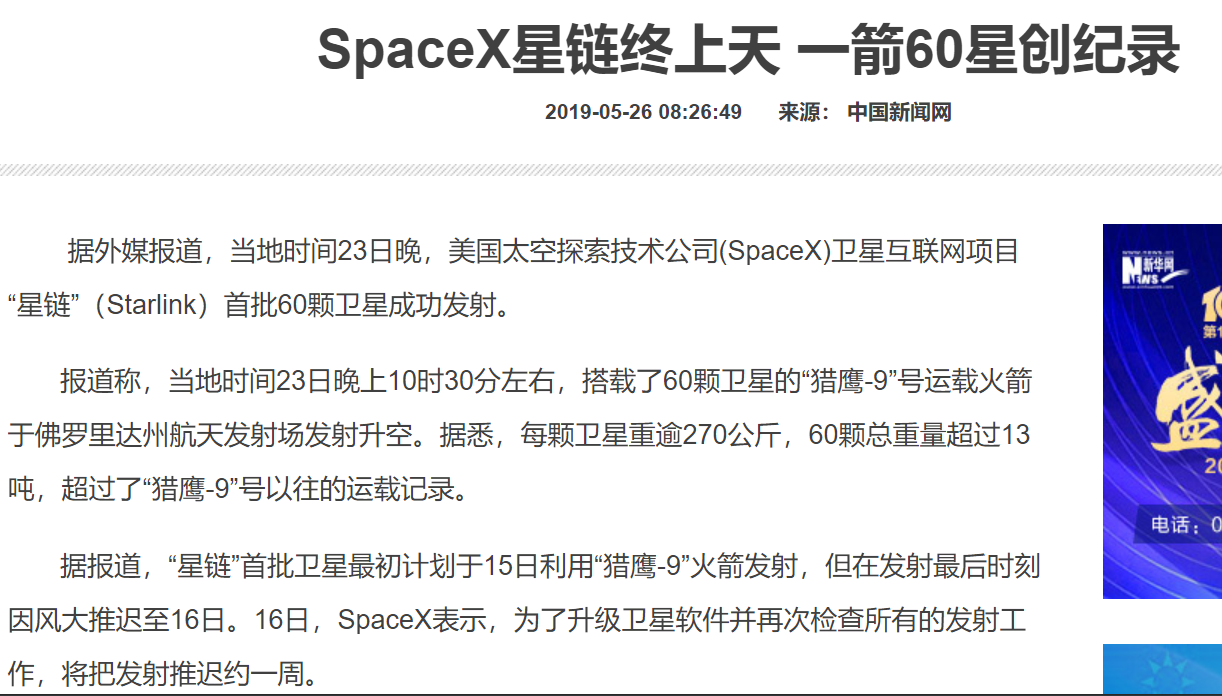 SpaceX星链终上天 一箭60星创纪录
2019-05-26 08:26:49 来源： 中国新闻网
据外媒报道，当地时间23日晚，美国太空探索技术公司(SpaceX)卫星互联网项目
“星链”（Starlink）首批60颗卫星成功发射。
报道称，当地时间23日晚上10时30分左右，搭载了60颗卫星的“猎鹰-9”号运载火箭
于佛罗里达州航天发射场发射升空。据悉，每颗卫星重逾270公斤，60颗总重量超过13
吨，超过了“猎鹰-9”号以往的运载记录。
据报道，“星链”首批卫星最初计划于15日利用“猎鹰-9”火箭发射，但在发射最后时刻
因风大推迟至16日。16日，SpaceX表示，为了升级卫星软件并再次检查所有的发射工
作，将把发射推迟约一周。
新华网
NEWS
盛
20
电话：0